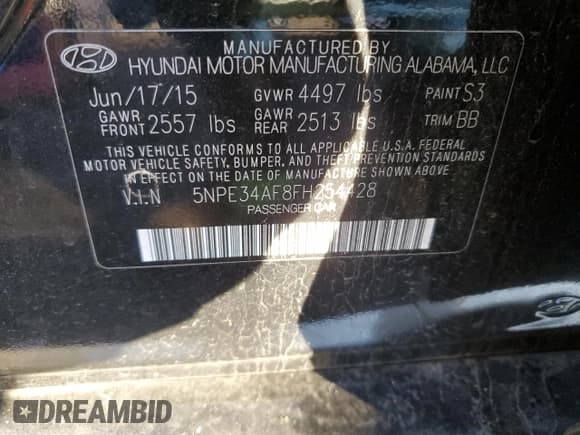 MANUFACTURED BY
HYUNDAI MOTOR MANUFACTURING ALABAMA, LLC
Jun/17/15 GVWR 4497 lbs PAINT S3
GAWR FRONT 2557 lbs GAWR REAR 2513 lbs TRIM BB
THIS VEHICLE CONFORMS TO ALL APPLICABLE U.S.A. FEDERAL
MOTOR VEHICLE SAFETY, BUMPER, AND THEFT PREVENTION STANDARDS
IN EFFECT ON THE DATE OF MANUFACTURE SHOWN ABOVE.
V.I.N 5NPE34AF8FH254428
PASSENGER CAR
DREAMBID